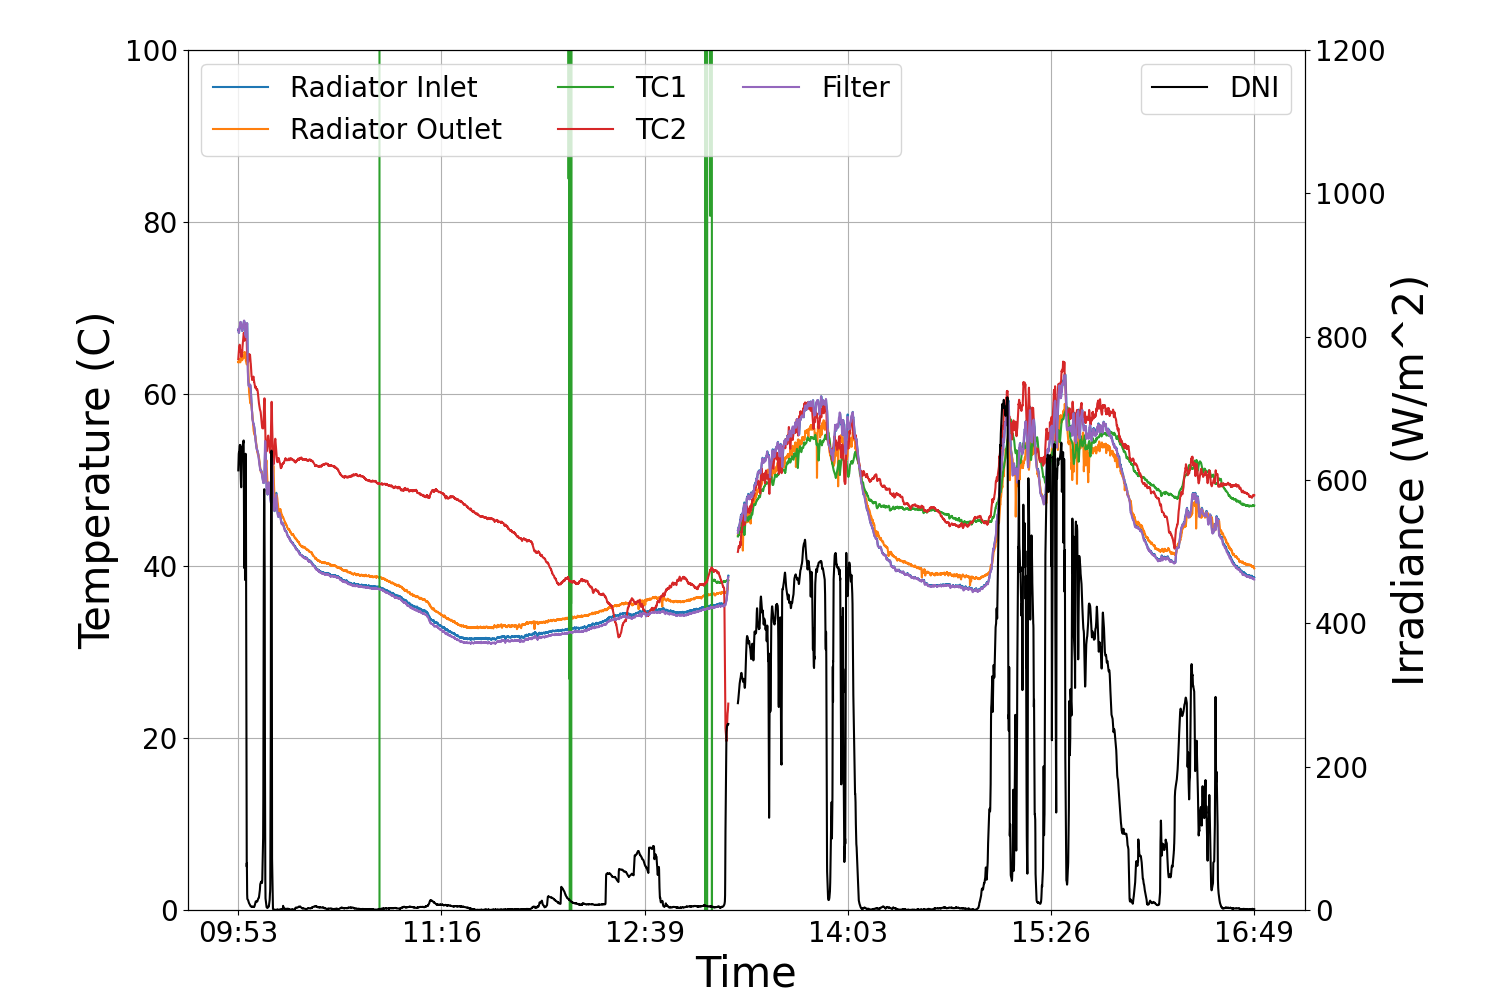 100
80
60
40
20
0
Temperature (C)
Radiator Inlet
Radiator Outlet
TC1
TC2
Filter
DNI
1200
1000
800
600
400
200
0
Irradiance (W/m^2)
09:53 11:16 12:39 14:03 15:26 16:49
Time